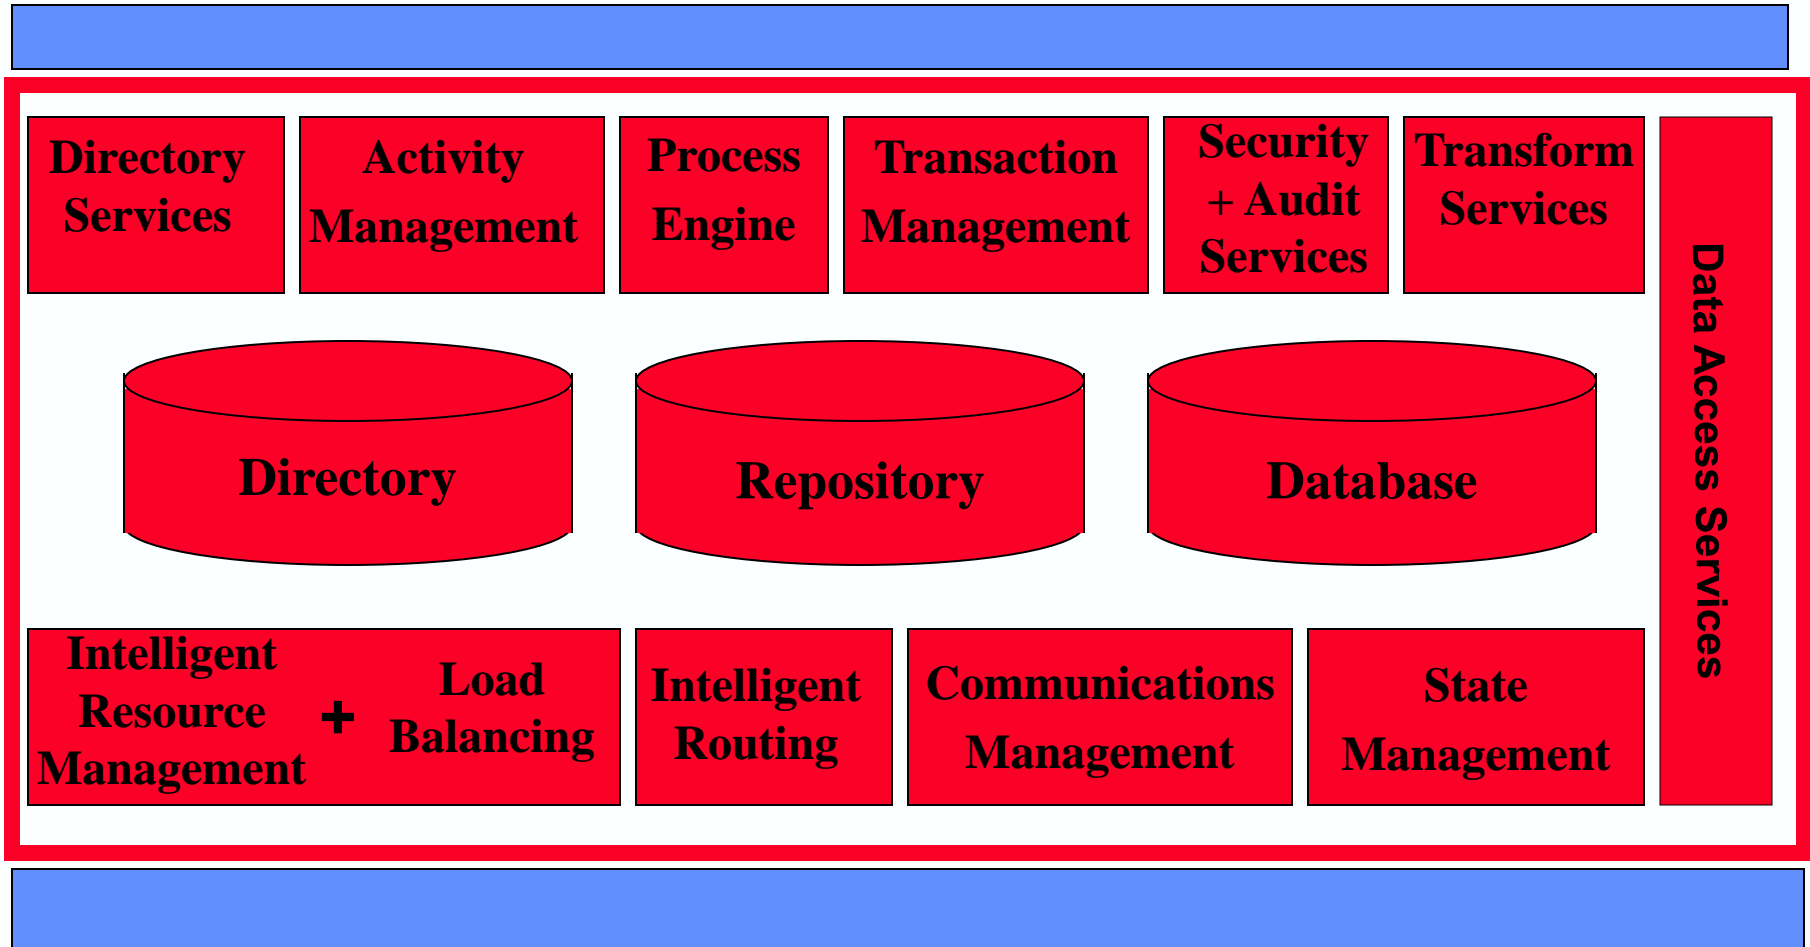 Directory
Services
Activity
Management
Process
Engine
Transaction
Management
Security
+ Audit
Services
Transform
Services
Data Access Services
Directory
Repository
Database
Intelligent
Resource
Management
+
Load
Balancing
Intelligent
Routing
Communications
Management
State
Management